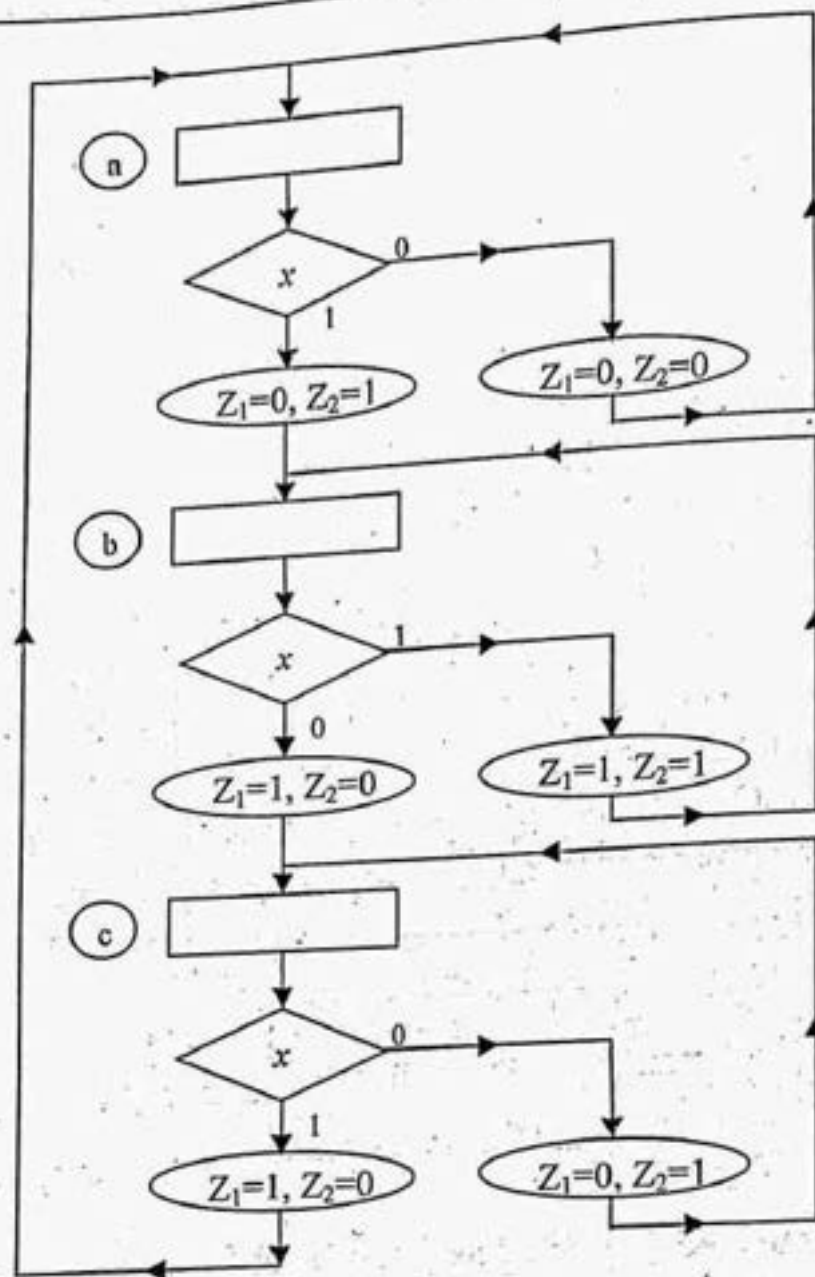 a
x
0
1
Z₁=0, Z₂=1
Z₁=0, Z₂=0
b
x
1
0
Z₁=1, Z₂=0
Z₁=1, Z₂=1
c
x
0
1
Z₁=1, Z₂=0
Z₁=0, Z₂=1